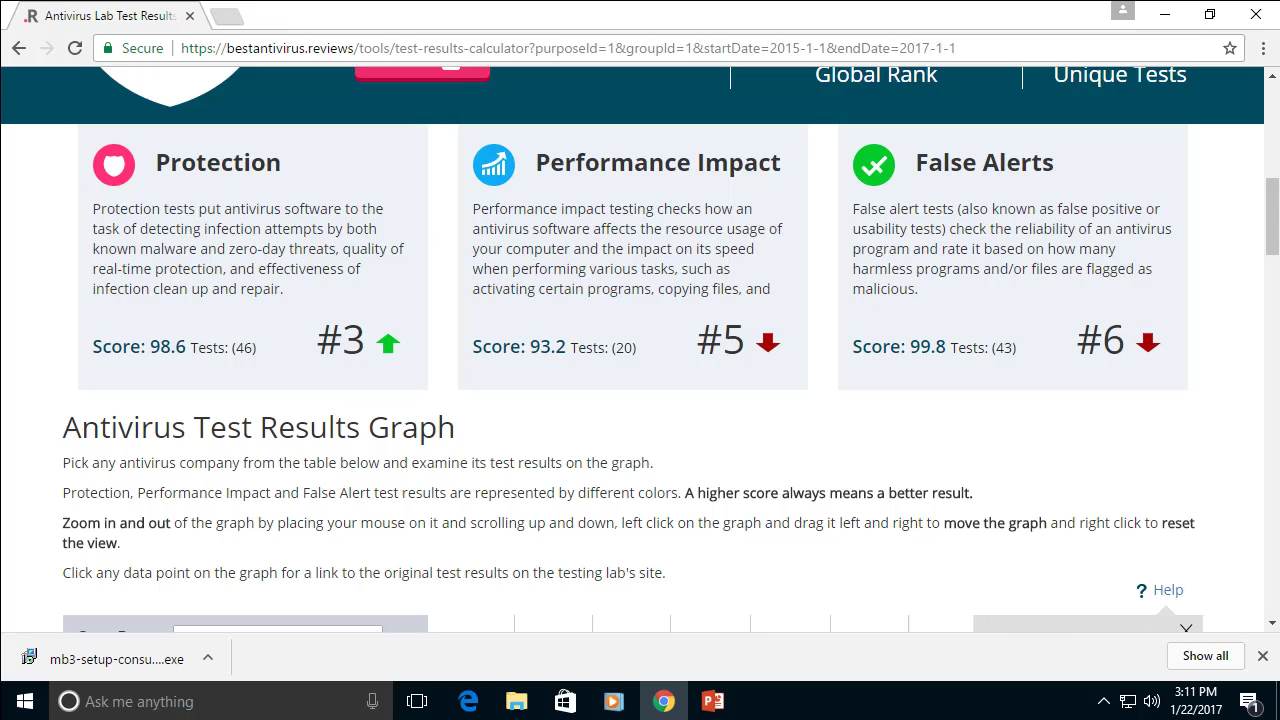 Antivirus Lab Test Results
Secure https://bestantivirus.reviews/tools/test-results-calculator?purposeId=1&groupId=1&startDate=2015-1-1&endDate=2017-1-1
Global Rank
Unique Tests
Protection
Protection tests put antivirus software to the
task of detecting infection attempts by both
known malware and zero-day threats, quality of
real-time protection, and effectiveness of
infection clean up and repair.
Score: 98.6 Tests: (46) #3
Performance Impact
Performance impact testing checks how an
antivirus software affects the resource usage of
your computer and the impact on its speed
when performing various tasks, such as
activating certain programs, copying files, and
Score: 93.2 Tests: (20) #5
False Alerts
False alert tests (also known as false positive or
usability tests) check the reliability of an antivirus
program and rate it based on how many
harmless programs and/or files are flagged as
malicious.
Score: 99.8 Tests: (43) #6
Antivirus Test Results Graph
Pick any antivirus company from the table below and examine its test results on the graph.
Protection, Performance Impact and False Alert test results are represented by different colors. A higher score always means a better result.
Zoom in and out of the graph by placing your mouse on it and scrolling up and down, left click on the graph and drag it left and right to move the graph and right click to reset
the view.
Click any data point on the graph for a link to the original test results on the testing lab's site.
? Help
mb3-setup-consu....exe
Show all
Ask me anything
3:11 PM
1/22/2017
1